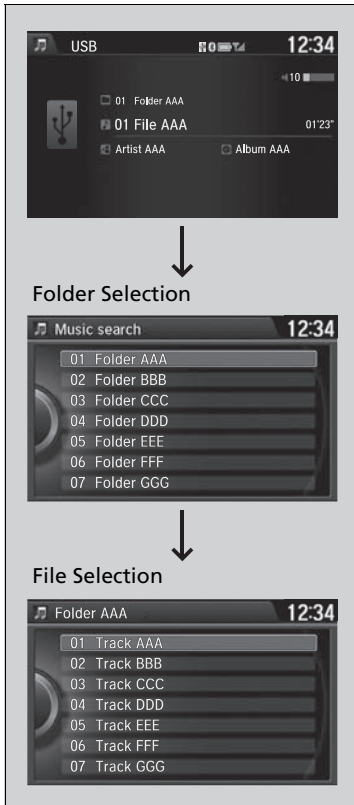 USB 12:34
10
01 Folder AAA
01 File AAA 01'23"
Artist AAA Album AAA
Folder Selection
Music search 12:34
01 Folder AAA
02 Folder BBB
03 Folder CCC
04 Folder DDD
05 Folder EEE
06 Folder FFF
07 Folder GGG
File Selection
Folder AAA 12:34
01 Track AAA
02 Track BBB
03 Track CCC
04 Track DDD
05 Track EEE
06 Track FFF
07 Track GGG